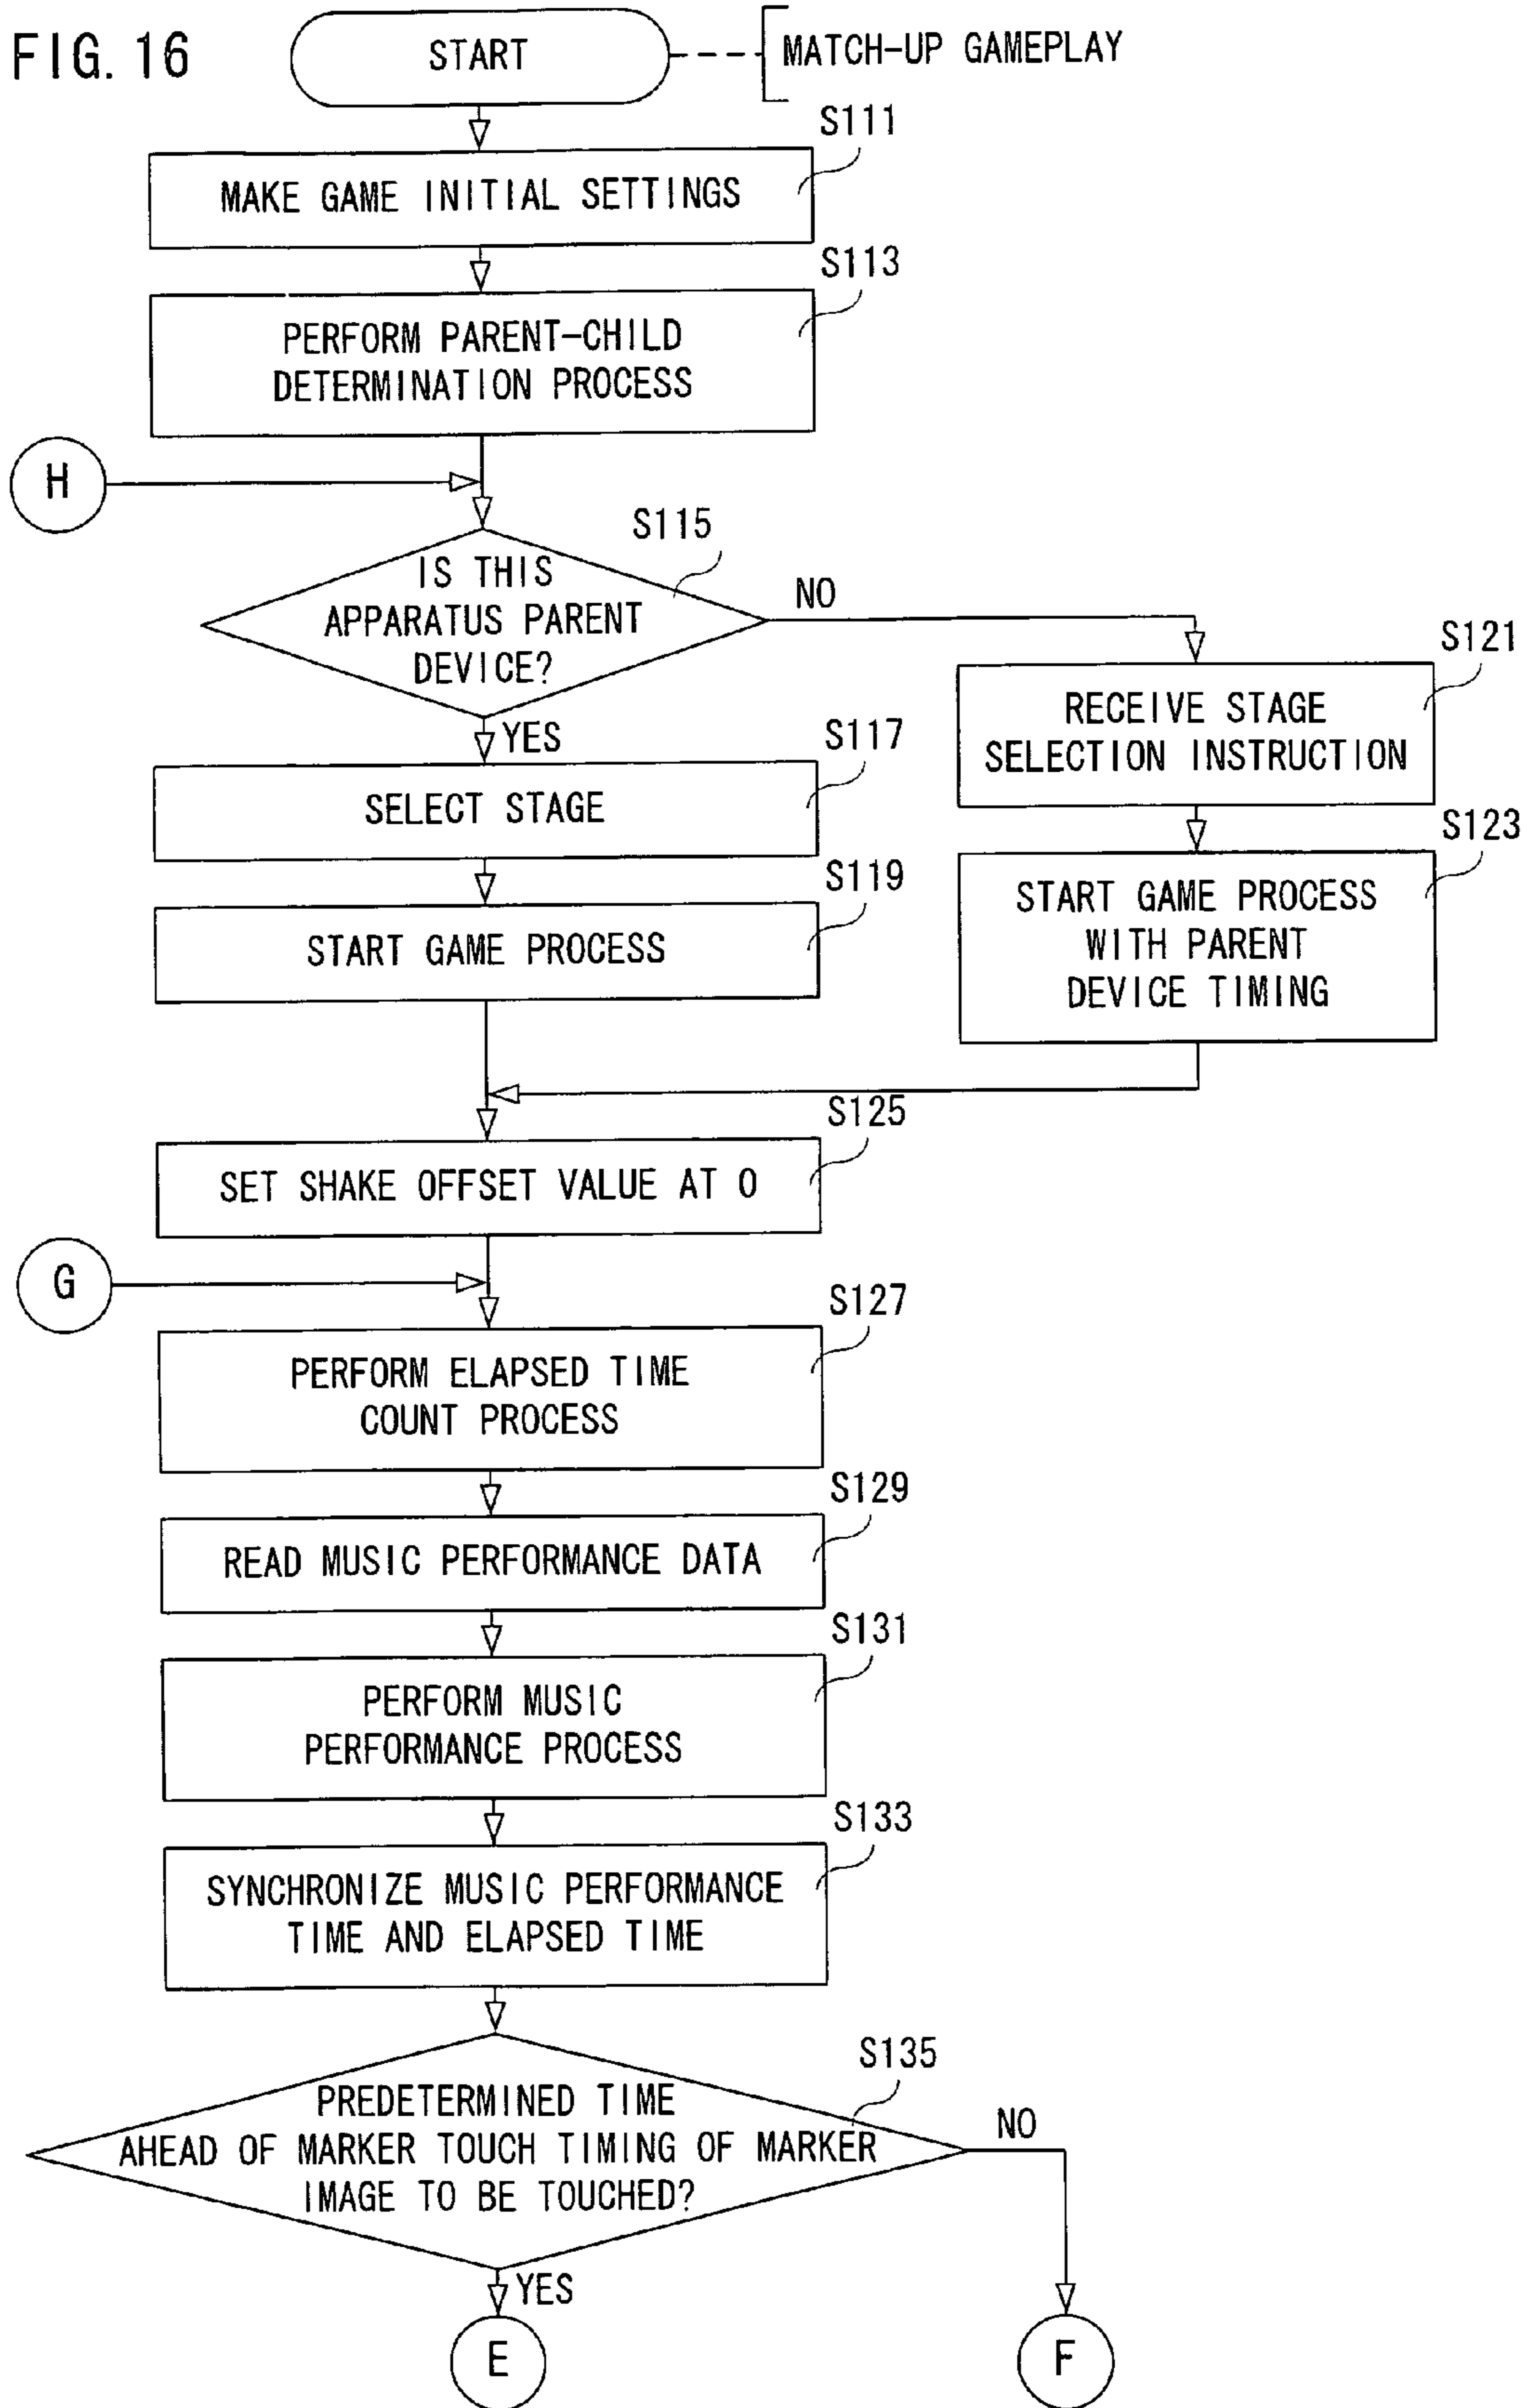 FIG. 16
START
MATCH-UP GAMEPLAY
S111
MAKE GAME INITIAL SETTINGS
S113
PERFORM PARENT-CHILD
DETERMINATION PROCESS
H
S115
IS THIS
APPARATUS PARENT
DEVICE?
NO
YES
S121
RECEIVE STAGE
SELECTION INSTRUCTION
S117
SELECT STAGE
S123
START GAME PROCESS
WITH PARENT
DEVICE TIMING
S119
START GAME PROCESS
S125
SET SHAKE OFFSET VALUE AT 0
G
S127
PERFORM ELAPSED TIME
COUNT PROCESS
S129
READ MUSIC PERFORMANCE DATA
S131
PERFORM MUSIC
PERFORMANCE PROCESS
S133
SYNCHRONIZE MUSIC PERFORMANCE
TIME AND ELAPSED TIME
S135
PREDETERMINED TIME
AHEAD OF MARKER TOUCH TIMING OF MARKER
IMAGE TO BE TOUCHED?
NO
YES
E
F